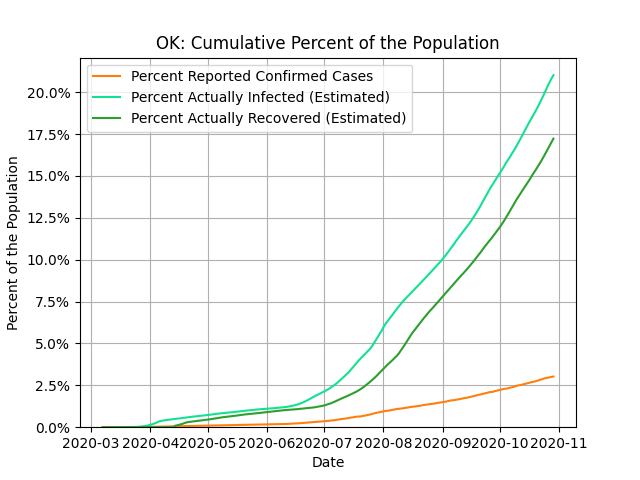 OK: Cumulative Percent of the Population
Percent Reported Confirmed Cases
Percent Actually Infected (Estimated)
Percent Actually Recovered (Estimated)
20.0%
17.5%
15.0%
12.5%
10.0%
7.5%
5.0%
2.5%
0.0%
Percent of the Population
2020-03 2020-04 2020-05 2020-06 2020-07 2020-08 2020-09 2020-10 2020-11
Date